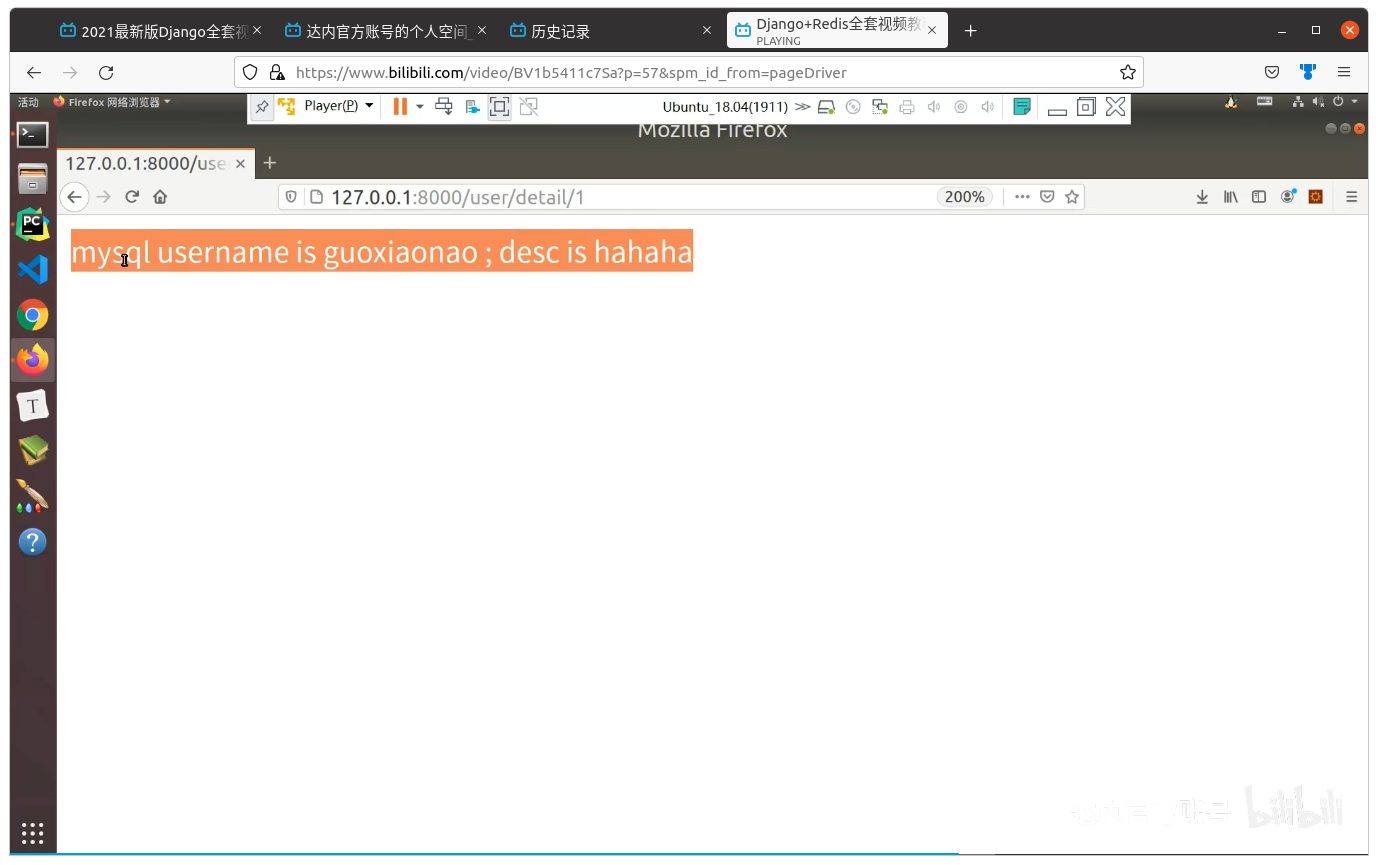 2021最新版Django全套视
达内官方账号的个人空间_
历史记录
Django+Redis全套视频教
PLAYING
https://www.bilibili.com/video/BV1b5411c7Sa?p=57&spm_id_from=pageDriver
活动
Firefox 网络浏览器
Player(P)
Ubuntu_18.04(1911)
Mozilla Firefox
127.0.0.1:8000/use
127.0.0.1:8000/user/detail/1
200%
PC
mysql username is guoxiaonao ; desc is hahaha
T
?
达内官方账号 bilibili